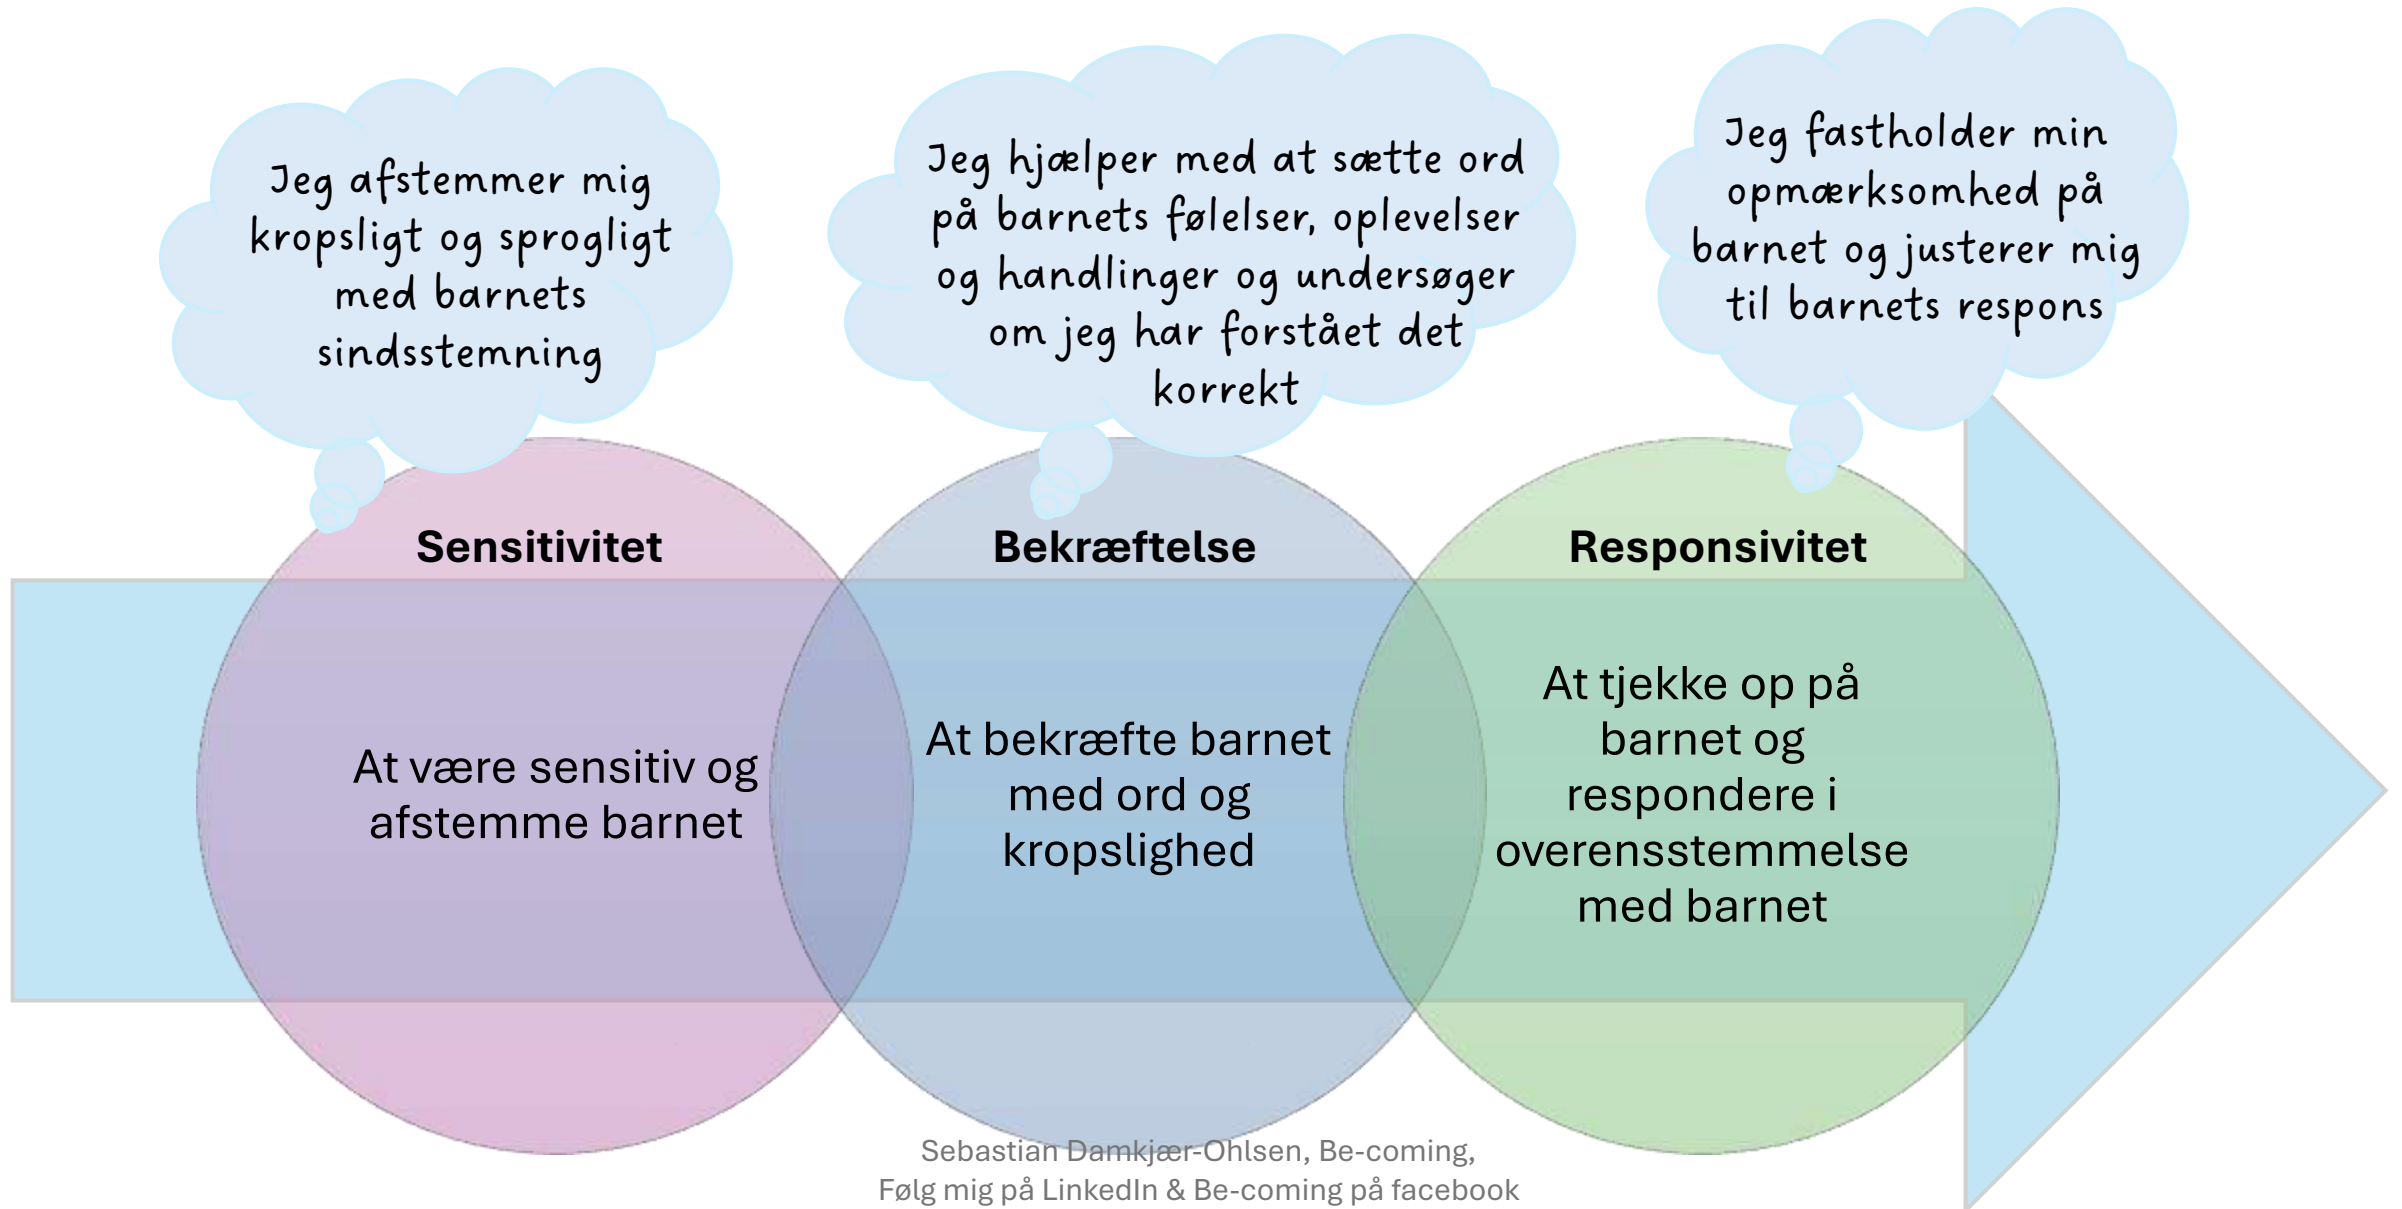 Jeg afstemmer mig
kropsligt og sprogligt
med barnets
sindsstemning
Jeg hjælper med at sætte ord
på barnets følelser, oplevelser
og handlinger og undersøger
om jeg har forstået det
korrekt
Jeg fastholder min
opmærksomhed på
barnet og justerer mig
til barnets respons
Sensitivitet
At være sensitiv og
afstemme barnet
Bekræftelse
At bekræfte barnet
med ord og
kropslighed
Responsivitet
At tjekke op på
barnet og
respondere i
overensstemmelse
med barnet
Sebastian Damkjær-Ohlsen, Be-coming,
Følg mig på LinkedIn & Be-coming på facebook